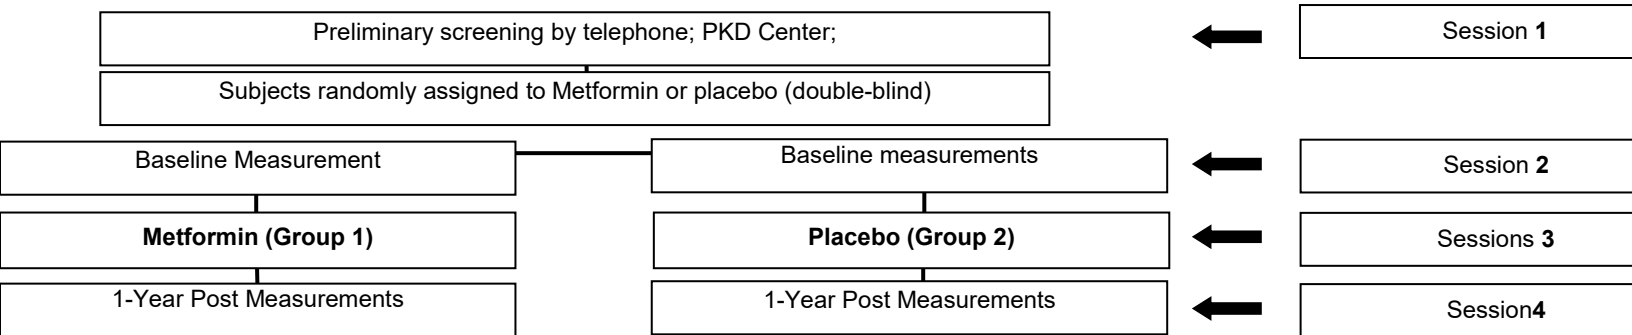 Preliminary screening by telephone; PKD Center;
Session 1
Subjects randomly assigned to Metformin or placebo (double-blind)
Baseline Measurement
Baseline measurements
Session 2
Metformin (Group 1)
Placebo (Group 2)
Sessions 3
1-Year Post Measurements
1-Year Post Measurements
Session4